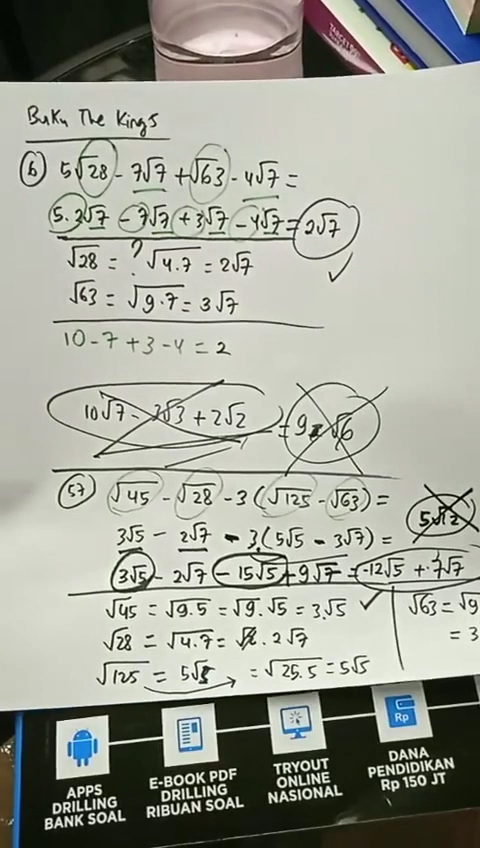 Buku The Kings
6) 5√28 - 7√7 + √63 - 4√7 =
5.2√7 - 7√7 + 3√7 - 4√7 = 2√7
√28 = ? √4.7 = 2√7 ✓
√63 = √9.7 = 3√7
10 - 7 + 3 - 4 = 2
10√7 - 3√3 + 2√2 = 9 √6
57) √45 - √28 - 3(√125 - √63) =
3√5 - 2√7 - 3(5√5 - 3√7) = 5√12
3√5 - 2√7 - 15√5 + 9√7 = -12√5 + 7√7
√45 = √9.5 = √9.√5 = 3√5 ✓
√63 = √9
√28 = √4.7 = 2√7
= 3
√125 = 5√5 = √25.5 = 5√5
APPS
DRILLING
BANK SOAL
E-BOOK PDF
DRILLING
RIBUAN SOAL
TRYOUT
ONLINE
NASIONAL
Rp
DANA
PENDIDIKAN
Rp 150 JT